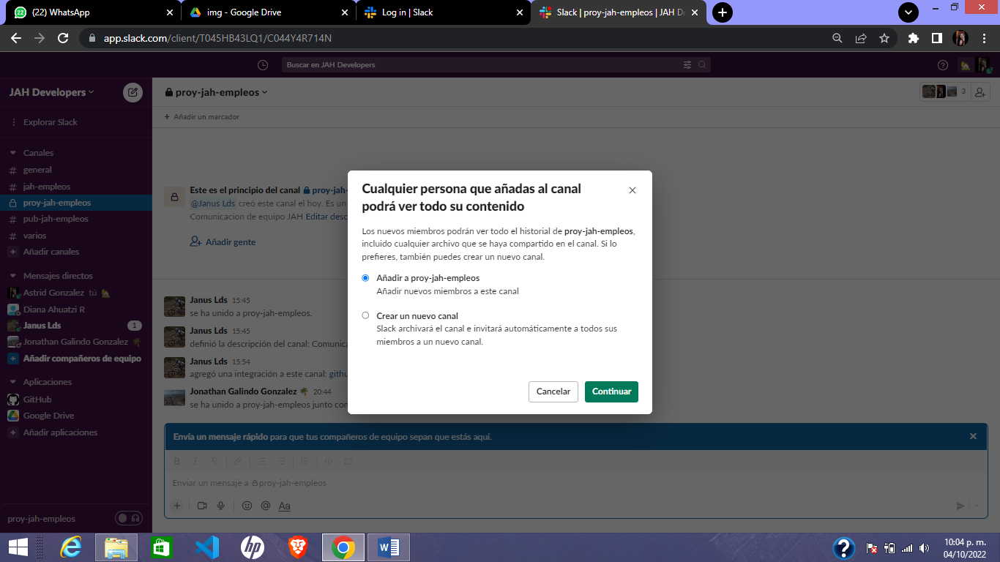 22
(22) WhatsApp
img - Google Drive
Log in | Slack
Slack | proy-jah-empleos | JAH D
app.slack.com/client/T045HB43LQ1/C044Y4R714N
Buscar en JAH Developers
JAH Developers
Explorar Slack
Canales
# general
# jah-empleos
proy-jah-empleos
# pub-jah-empleos
# varios
+ Añadir canales
Mensajes directos
Astrid Gonzalez tú
Diana Ahuatzi R
Janus Lds 1
Jonathan Galindo Gonzalez
+ Añadir compañeros de equipo
Aplicaciones
GitHub
Google Drive
+ Añadir aplicaciones
proy-jah-empleos
proy-jah-empleos
3
+ Añadir un marcador
Este es el principio del canal proy-jah-
@Janus Lds creó este canal el hoy. Es un
Comunicacion de equipo JAH Editar desc
Añadir gente
Janus Lds 15:45
se ha unido a proy-jah-empleos.
Janus Lds 15:45
definió la descripción del canal: Comunica
Janus Lds 15:54
agregó una integración a este canal: githu
Jonathan Galindo Gonzalez 20:44
se ha unido a proy-jah-empleos junto con
Cualquier persona que añadas al canal
podrá ver todo su contenido
Los nuevos miembros podrán ver todo el historial de proy-jah-empleos,
incluido cualquier archivo que se haya compartido en el canal. Si lo
prefieres, también puedes crear un nuevo canal.
Añadir a proy-jah-empleos
Añadir nuevos miembros a este canal
Crear un nuevo canal
Slack archivará el canal e invitará automáticamente a todos sus
miembros a un nuevo canal.
Cancelar
Continuar
Envía un mensaje rápido para que tus compañeros de equipo sepan que estás aquí.
B I S
Enviar un mensaje a proy-jah-empleos
+ @ Aa
10:04 p. m.
04/10/2022